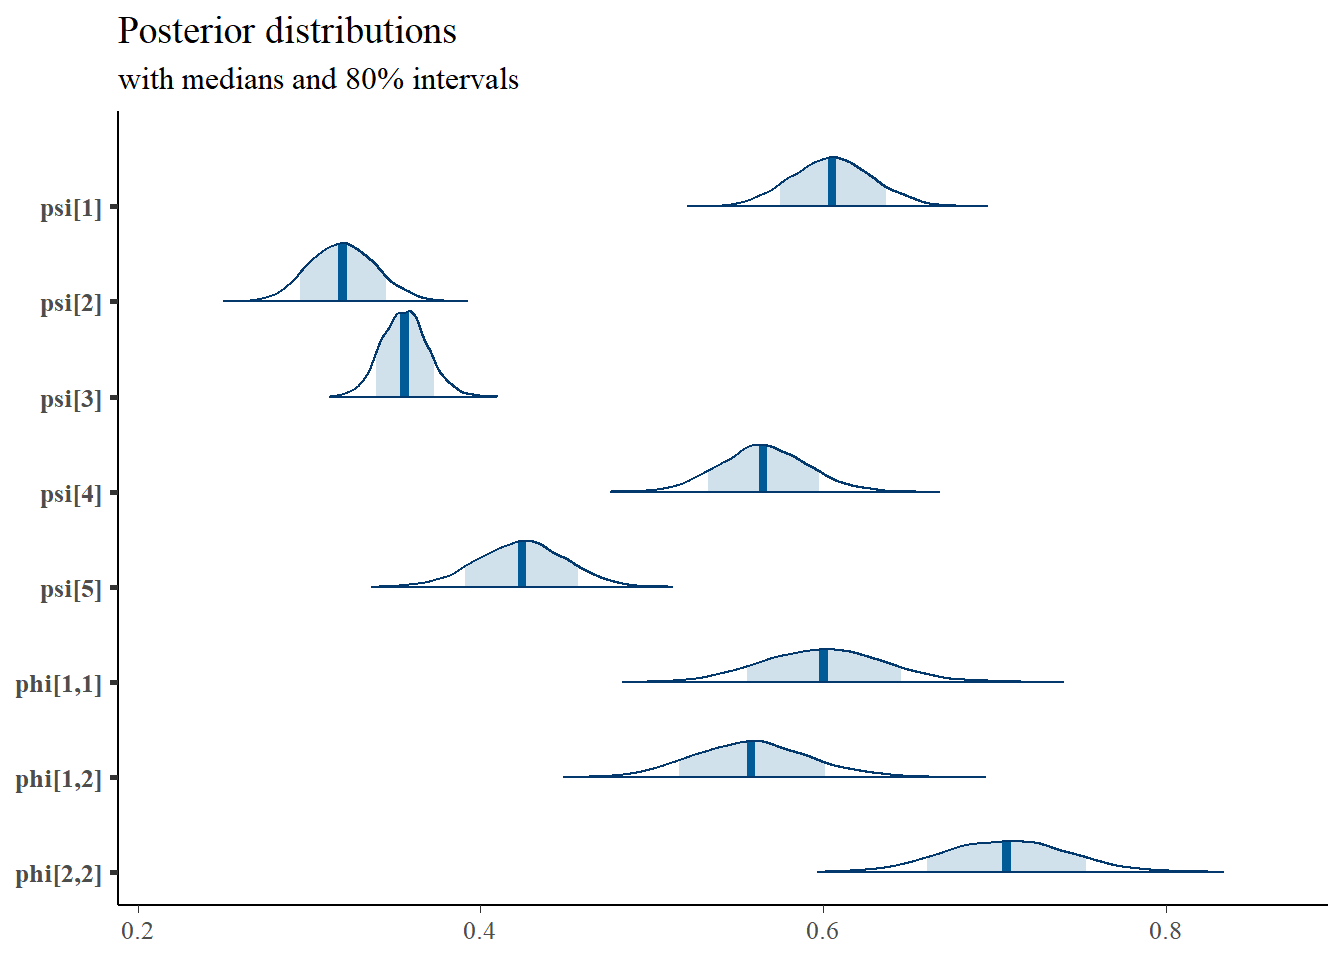 Posterior distributions
with medians and 80% intervals
psi[1]
psi[2]
psi[3]
psi[4]
psi[5]
phi[1,1]
phi[1,2]
phi[2,2]
0.2 0.4 0.6 0.8